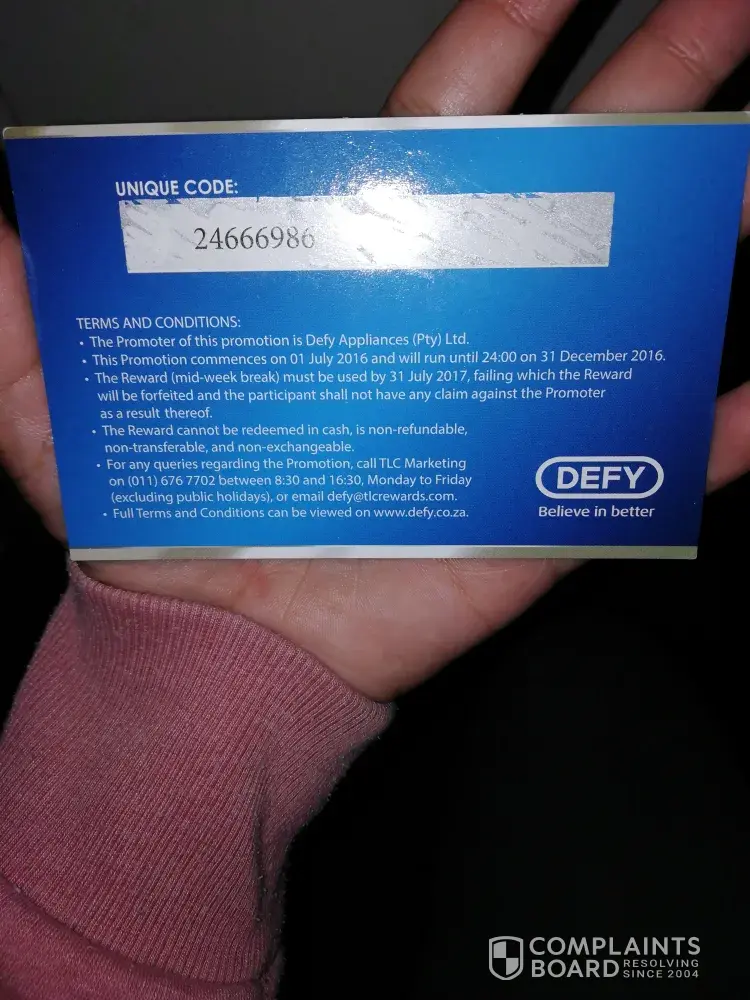 UNIQUE CODE:
24666986
TERMS AND CONDITIONS:
• The Promoter of this promotion is Defy Appliances (Pty) Ltd.
• This Promotion commences on 01 July 2016 and will run until 24:00 on 31 December 2016.
• The Reward (mid-week break) must be used by 31 July 2017, failing which the Reward
will be forfeited and the participant shall not have any claim against the Promoter
as a result thereof.
• The Reward cannot be redeemed in cash, is non-refundable,
non-transferable, and non-exchangeable.
• For any queries regarding the Promotion, call TLC Marketing
on (011) 676 7702 between 8:30 and 16:30, Monday to Friday
(excluding public holidays), or email defy@tlcrewards.com.
• Full Terms and Conditions can be viewed on www.defy.co.za.
DEFY
Believe in better
COMPLAINTS
BOARD RESOLVING
SINCE 2004